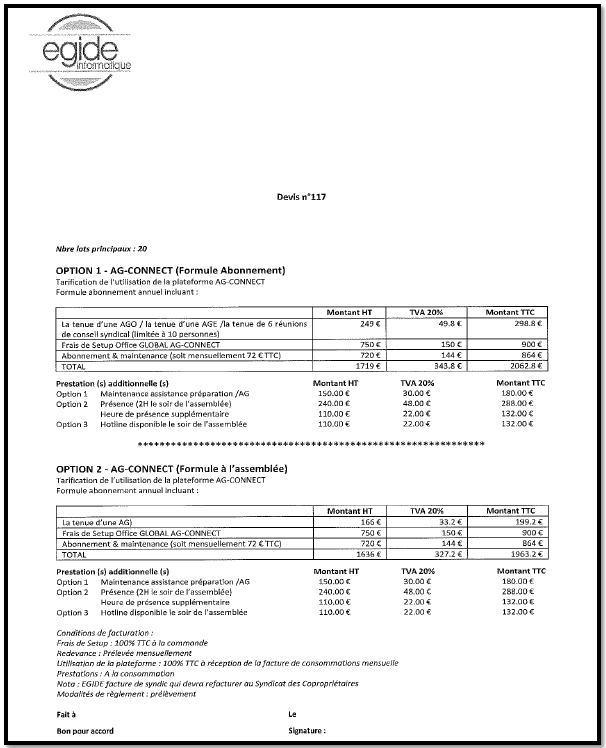 egide
informatique
Devis n°117
Nbre lots principaux : 20
OPTION 1 - AG-CONNECT (Formule Abonnement)
Tarification de l'utilisation de la plateforme AG-CONNECT
Formule abonnement annuel incluant :
Montant HT TVA 20% Montant TTC
La tenue d'une AGO / la tenue d'une AGE /la tenue de 6 réunions
de conseil syndical (limitée à 10 personnes) 249 € 49.8 € 298.8 €
Frais de Setup Office GLOBAL AG-CONNECT 750 € 150 € 900 €
Abonnement & maintenance (soit mensuellement 72 € TTC) 720 € 144 € 864 €
TOTAL 1719 € 343.8 € 2062.8 €
Prestation (s) additionnelle (s) Montant HT TVA 20% Montant TTC
Option 1 Maintenance assistance préparation /AG 150.00 € 30.00 € 180.00 €
Option 2 Présence (2H le soir de l'assemblée) 240.00 € 48.00 € 288.00 €
Heure de présence supplémentaire 110.00 € 22.00 € 132.00 €
Option 3 Hotline disponible le soir de l'assemblée 110.00 € 22.00 € 132.00 €
****************************************************************
OPTION 2 - AG-CONNECT (Formule à l'assemblée)
Tarification de l'utilisation de la plateforme AG-CONNECT
Formule abonnement annuel incluant :
Montant HT TVA 20% Montant TTC
La tenue d'une AG) 166 € 33.2 € 199.2 €
Frais de Setup Office GLOBAL AG-CONNECT 750 € 150 € 900 €
Abonnement & maintenance (soit mensuellement 72 € TTC) 720 € 144 € 864 €
TOTAL 1636 € 327.2 € 1963.2 €
Prestation (s) additionnelle (s) Montant HT TVA 20% Montant TTC
Option 1 Maintenance assistance préparation /AG 150.00 € 30.00 € 180.00 €
Option 2 Présence (2H le soir de l'assemblée) 240.00 € 48.00 € 288.00 €
Heure de présence supplémentaire 110.00 € 22.00 € 132.00 €
Option 3 Hotline disponible le soir de l'assemblée 110.00 € 22.00 € 132.00 €
Conditions de facturation :
Frais de Setup : 100% TTC à la commande
Redevance : Prélevée mensuellement
Utilisation de la plateforme : 100% TTC à réception de la facture de consommations mensuelle
Prestations : A la consommation
Nota : EGIDE facture de syndic qui devra refacturer au Syndicat des Copropriétaires
Modalités de règlement : prélèvement
Fait à Le
Bon pour accord Signature :